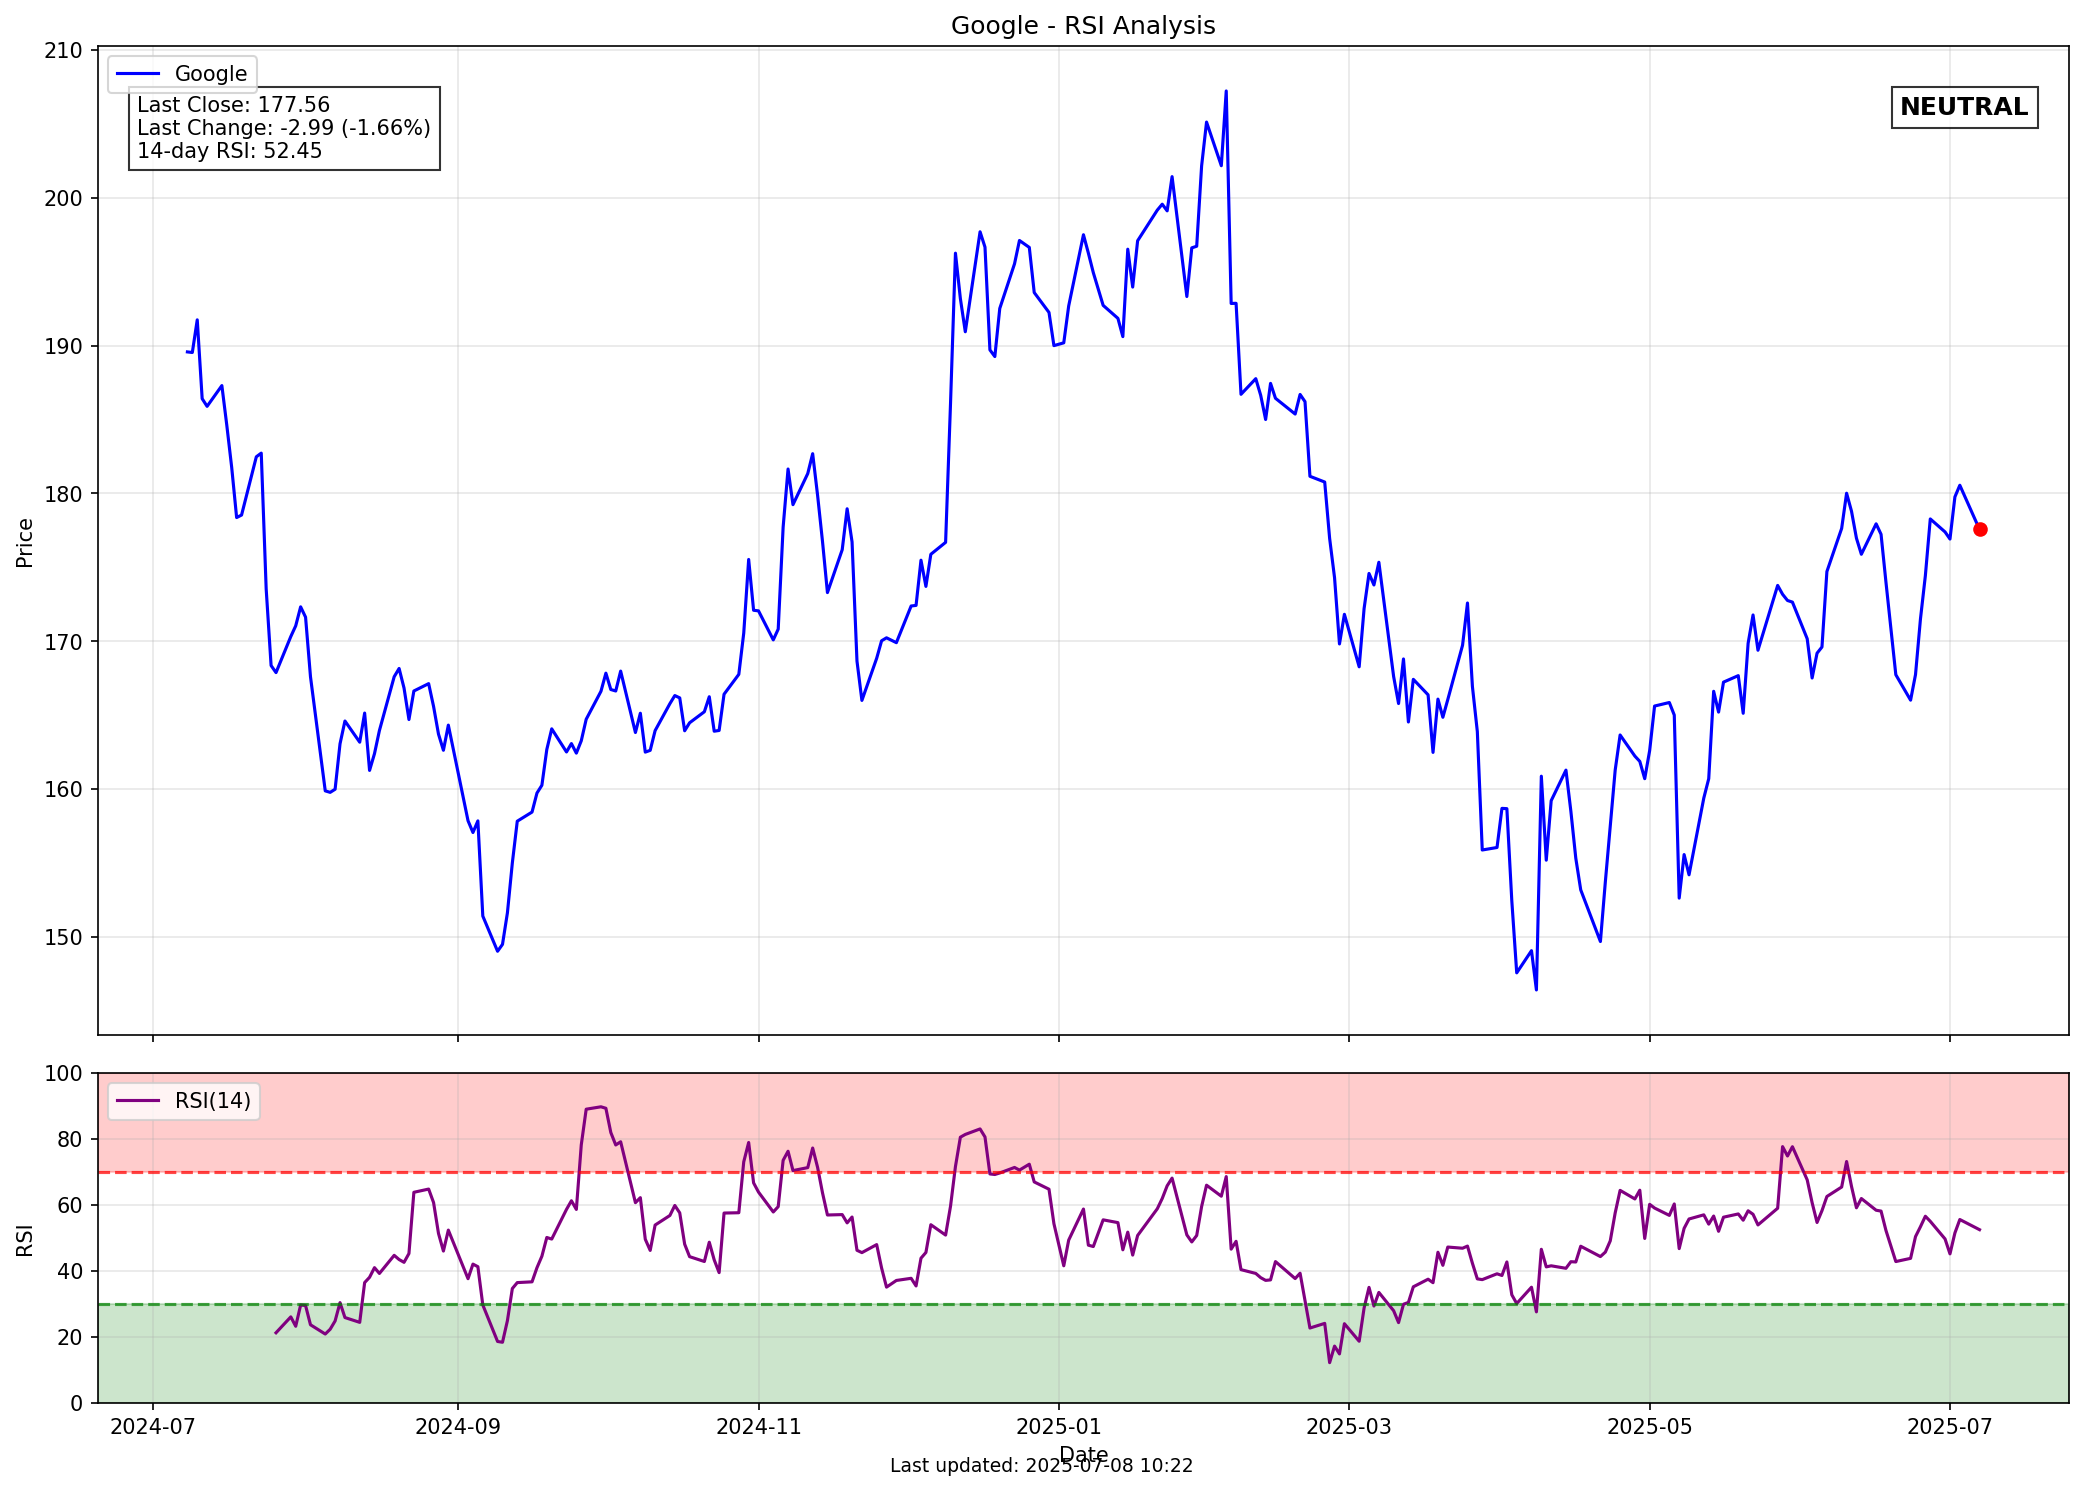 Google - RSI Analysis
210
200
190
180
170
160
150
Price
Google
Last Close: 177.56
Last Change: -2.99 (-1.66%)
14-day RSI: 52.45
NEUTRAL
100
80
60
40
20
0
RSI
RSI(14)
2024-07
2024-09
2024-11
2025-01
2025-03
2025-05
2025-07
Date
Last updated: 2025-07-08 10:22